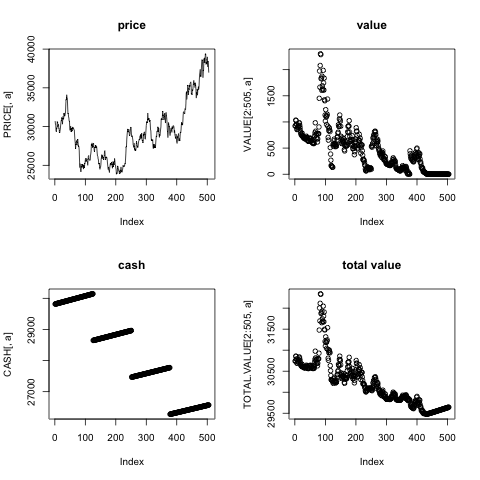 price
PRICE[, a]
25000 30000 35000 40000
0 100 200 300 400 500
Index
value
VALUE[2:505, a]
0 500 1500
0 100 200 300 400 500
Index
cash
CASH[, a]
27000 29000
0 100 200 300 400 500
Index
total value
TOTAL.VALUE[2:505, a]
29500 30500 31500
0 100 200 300 400 500
Index